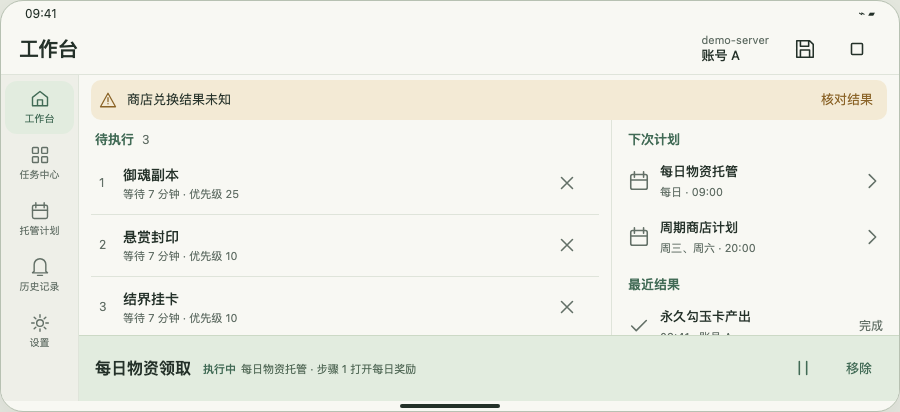 09:41
工作台
demo-server
账号 A
工作台
任务中心
托管计划
历史记录
设置
商店兑换结果未知
核对结果
待执行 3
1
御魂副本
等待 7 分钟 · 优先级 25
2
悬赏封印
等待 7 分钟 · 优先级 10
3
结界挂卡
等待 7 分钟 · 优先级 10
下次计划
每日物资托管
每日 · 09:00
周期商店计划
周三、周六 · 20:00
最近结果
永久勾玉卡产出
完成
每日物资领取
执行中 每日物资托管 · 步骤 1 打开每日奖励
移除